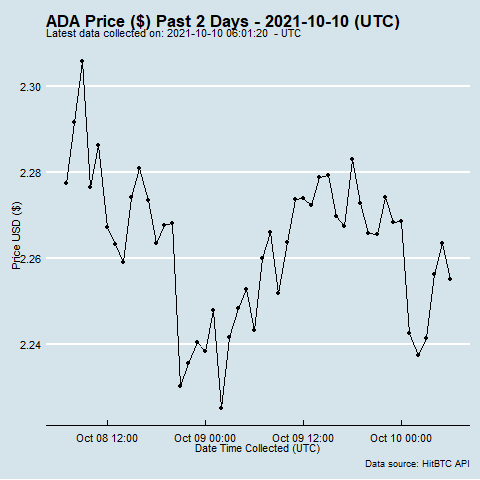 ADA Price ($) Past 2 Days - 2021-10-10 (UTC)
Latest data collected on: 2021-10-10 06:01:20  - UTC
2.30
2.28
2.26
2.24
Price USD ($)
Oct 08 12:00
Oct 09 00:00
Oct 09 12:00
Oct 10 00:00
Date Time Collected (UTC)
Data source: HitBTC API